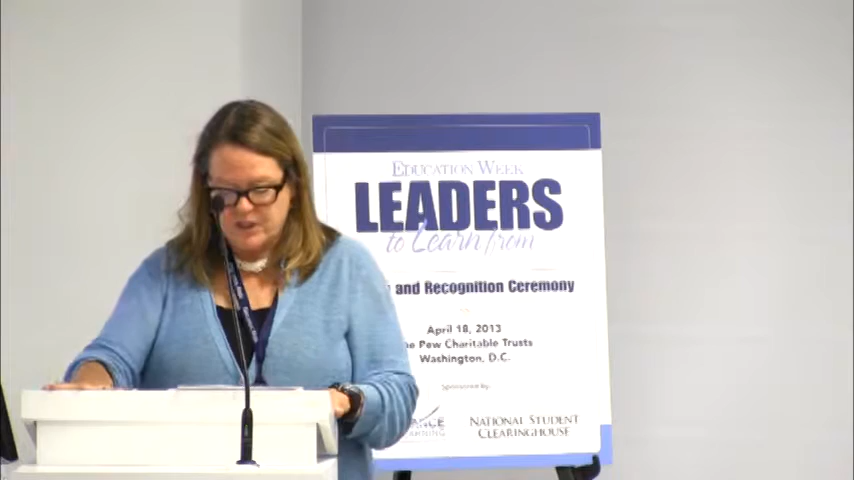 EDUCATION WEEK
LEADERS
to Learn from
and Recognition Ceremony
April 18, 2013
Pew Charitable Trusts
Washington, D.C.
Sponsored by:
NATIONAL STUDENT
CLEARINGHOUSE